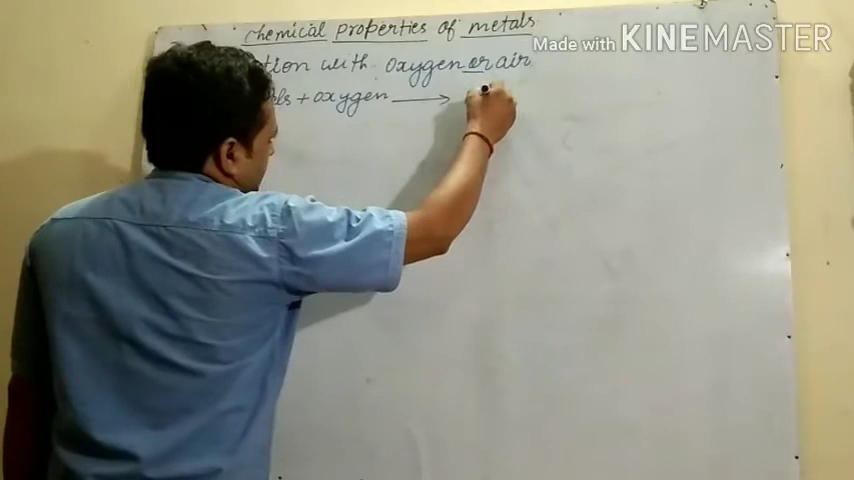 chemical properties of metals
with oxygen or air
+ oxygen →
Made with KINEMASTER